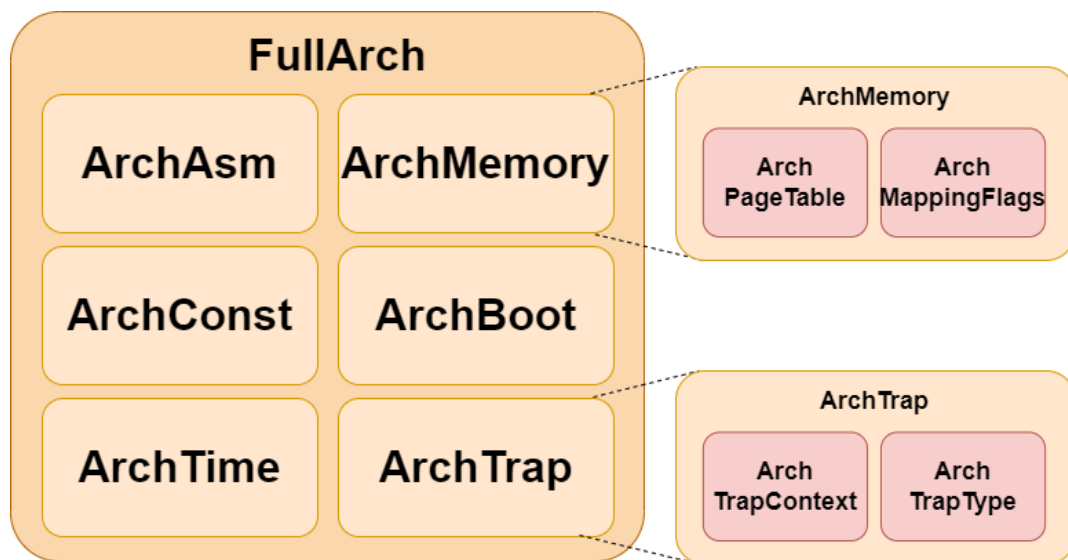 FullArch
ArchAsm
ArchMemory
ArchConst
ArchBoot
ArchTime
ArchTrap
ArchMemory
Arch
PageTable
Arch
MappingFlags
ArchTrap
Arch
TrapContext
Arch
TrapType